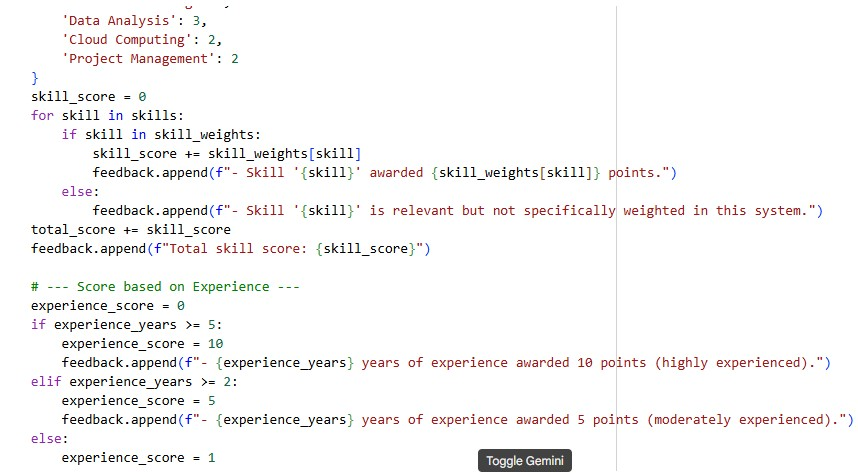 'Data Analysis': 3,
    'Cloud Computing': 2,
    'Project Management': 2
}
skill_score = 0
for skill in skills:
    if skill in skill_weights:
        skill_score += skill_weights[skill]
        feedback.append(f"- Skill '{skill}' awarded {skill_weights[skill]} points.")
    else:
        feedback.append(f"- Skill '{skill}' is relevant but not specifically weighted in this system.")
total_score += skill_score
feedback.append(f"Total skill score: {skill_score}")

# --- Score based on Experience ---
experience_score = 0
if experience_years >= 5:
    experience_score = 10
    feedback.append(f"- {experience_years} years of experience awarded 10 points (highly experienced).")
elif experience_years >= 2:
    experience_score = 5
    feedback.append(f"- {experience_years} years of experience awarded 5 points (moderately experienced).")
else:
    experience_score = 1
Toggle Gemini